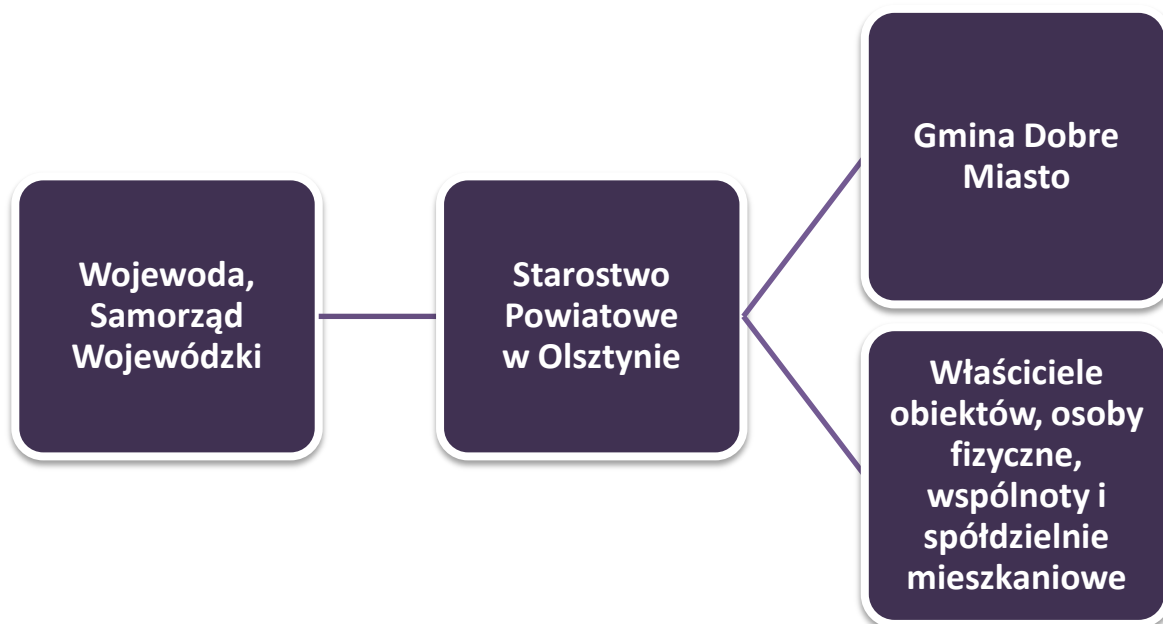 Wojewoda,
Samorząd
Wojewódzki
Starostwo
Powiatowe
w Olsztynie
Gmina Dobre
Miasto
Właściciele
obiektów, osoby
fizyczne,
wspólnoty i
spółdzielnie
mieszkaniowe